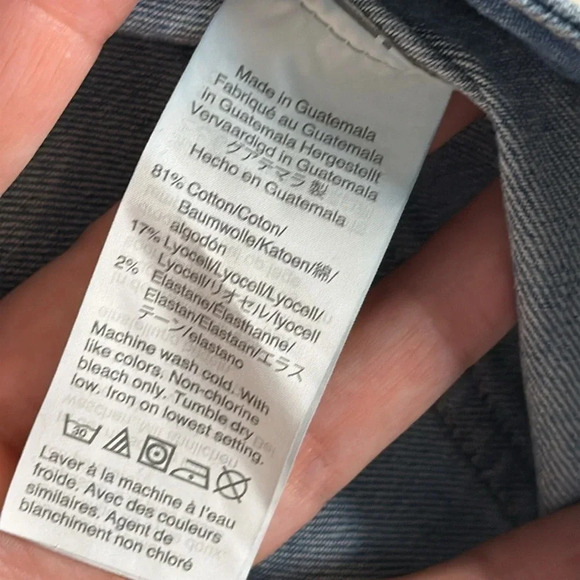 Made in Guatemala
Fabriqué au Guatemala
in Guatemala Hergestellt
Vervaardigd in Guatemala
グアテマラ 製
Hecho en Guatemala
81% Cotton/Coton/
Baumwolle/Katoen/綿/
algodón
17% Lyocell/Lyocell/Lyocell/
Lyocell/リオセル/lyocell
2% Elastane/Elasthanne/
Elastan/Elastaan/エラス
テーン/elastano
Machine wash cold. With
like colors. Non-chlorine
bleach only. Tumble dry
low. Iron on lowest setting.
30
Laver à la machine à l'eau
froide. Avec des couleurs
similaires. Agent de
blanchiment non chloré